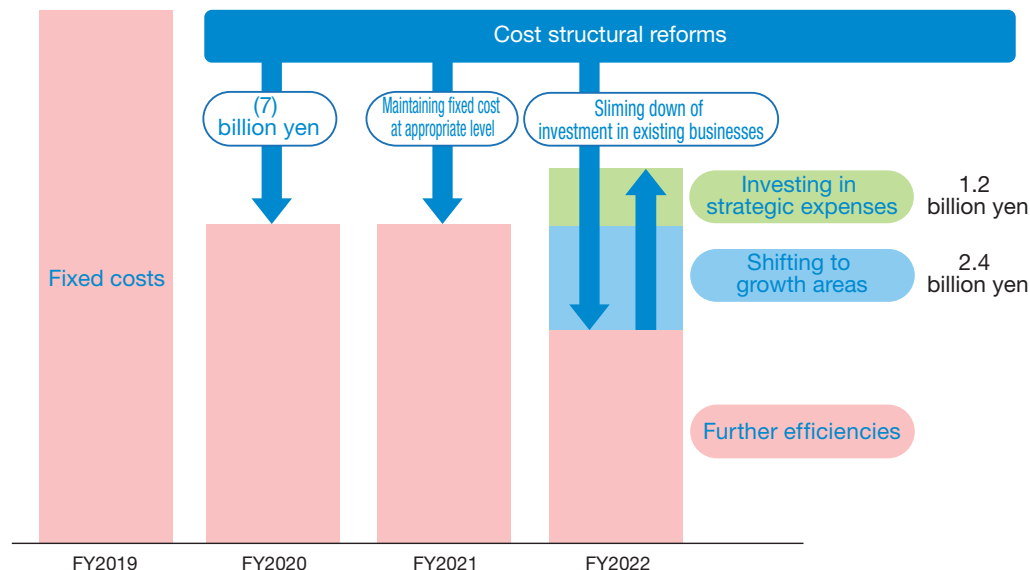 Cost structural reforms
(7)
billion yen
Maintaining fixed cost
at appropriate level
Sliming down of
investment in existing businesses
Investing in
strategic expenses
1.2
billion yen
Fixed costs
Shifting to
growth areas
2.4
billion yen
Further efficiencies
FY2019
FY2020
FY2021
FY2022